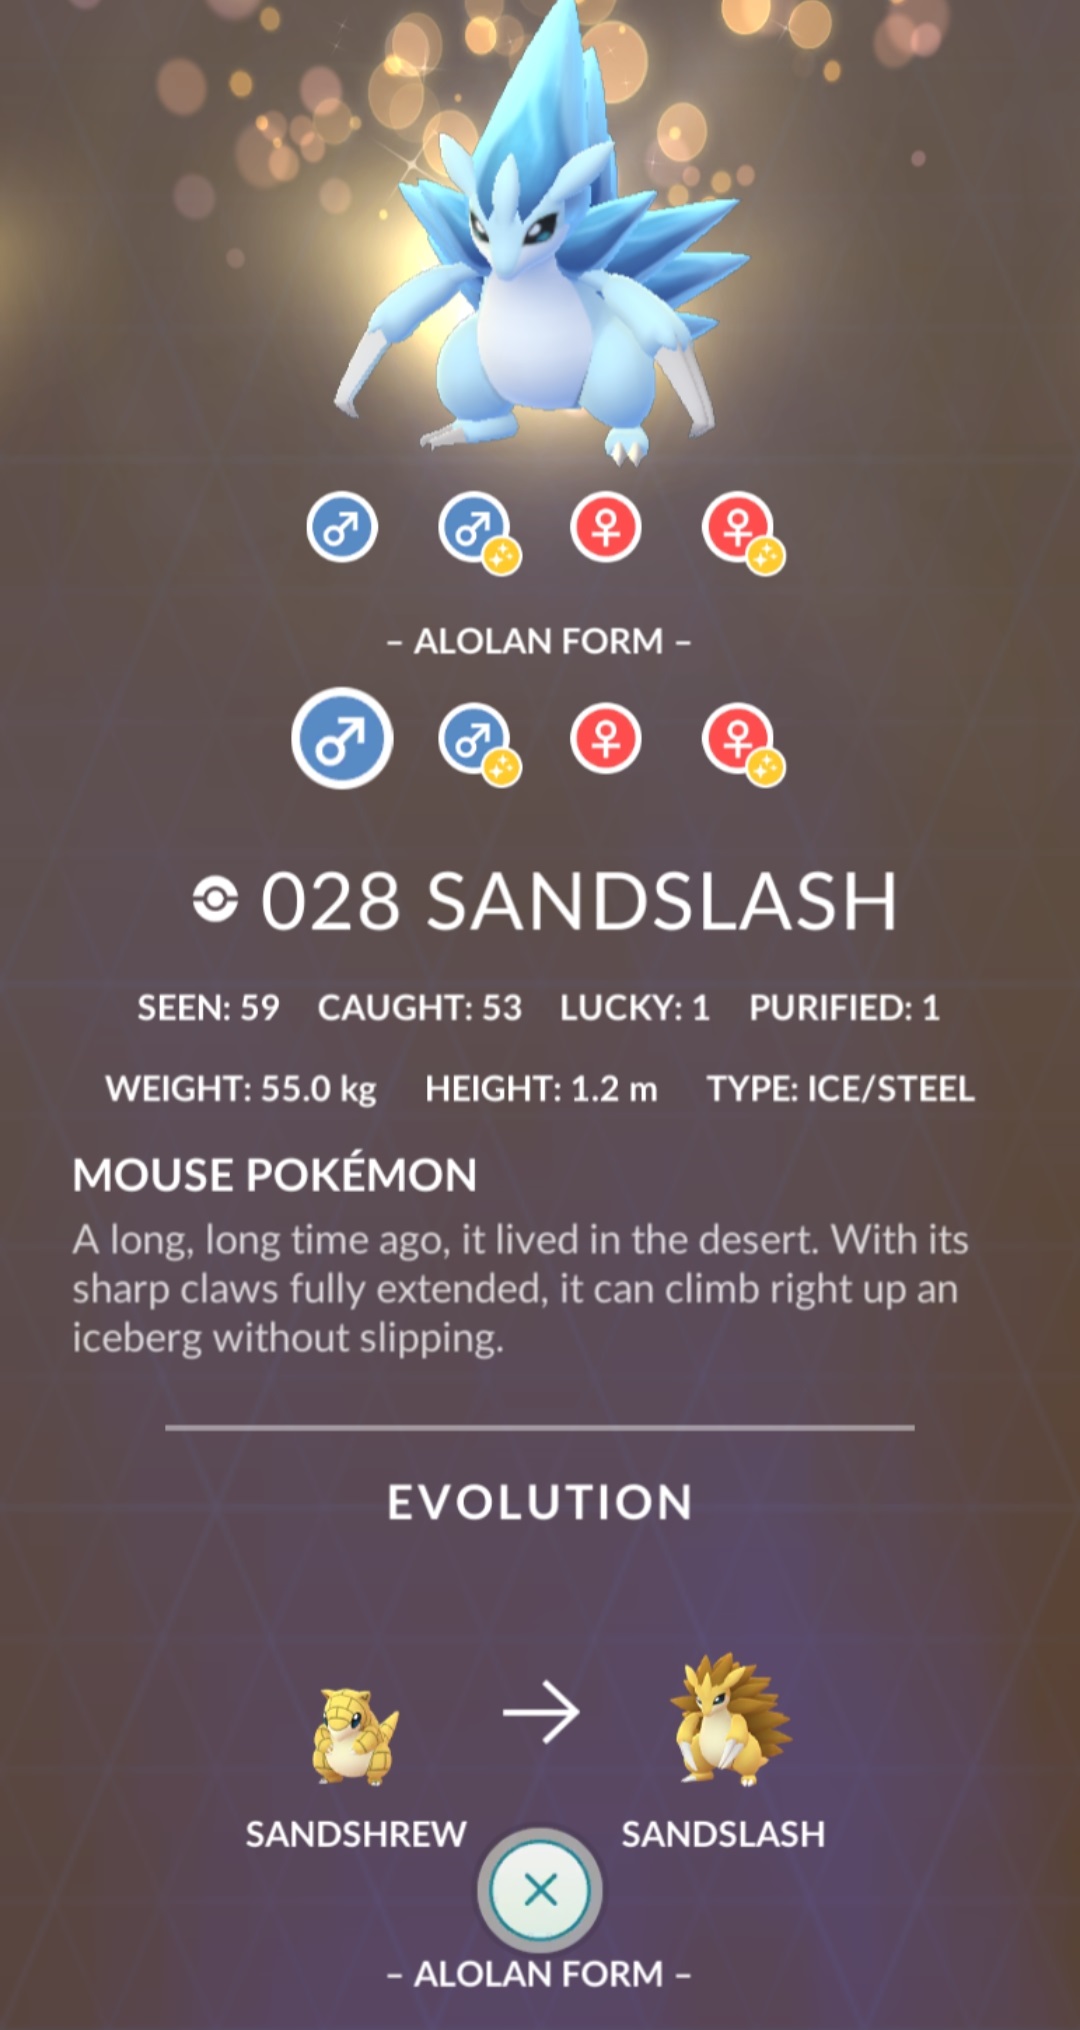 – ALOLAN FORM –
028 SANDSLASH
SEEN: 59 CAUGHT: 53 LUCKY: 1 PURIFIED: 1
WEIGHT: 55.0 kg HEIGHT: 1.2 m TYPE: ICE/STEEL
MOUSE POKÉMON
A long, long time ago, it lived in the desert. With its
sharp claws fully extended, it can climb right up an
iceberg without slipping.
EVOLUTION
SANDSHREW SANDSLASH
– ALOLAN FORM –